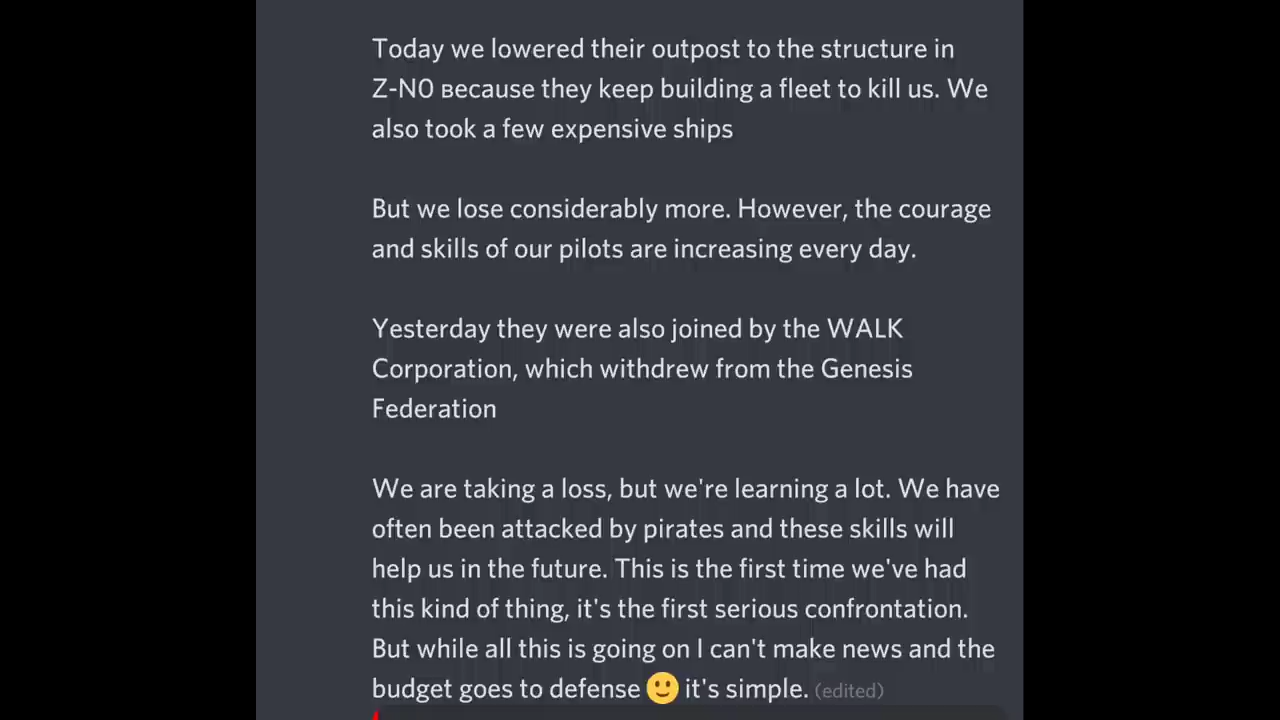 Today we lowered their outpost to the structure in
Z-N0 вecause they keep building a fleet to kill us. We
also took a few expensive ships
But we lose considerably more. However, the courage
and skills of our pilots are increasing every day.
Yesterday they were also joined by the WALK
Corporation, which withdrew from the Genesis
Federation
We are taking a loss, but we're learning a lot. We have
often been attacked by pirates and these skills will
help us in the future. This is the first time we've had
this kind of thing, it's the first serious confrontation.
But while all this is going on I can't make news and the
budget goes to defense 🙂 it's simple. (edited)